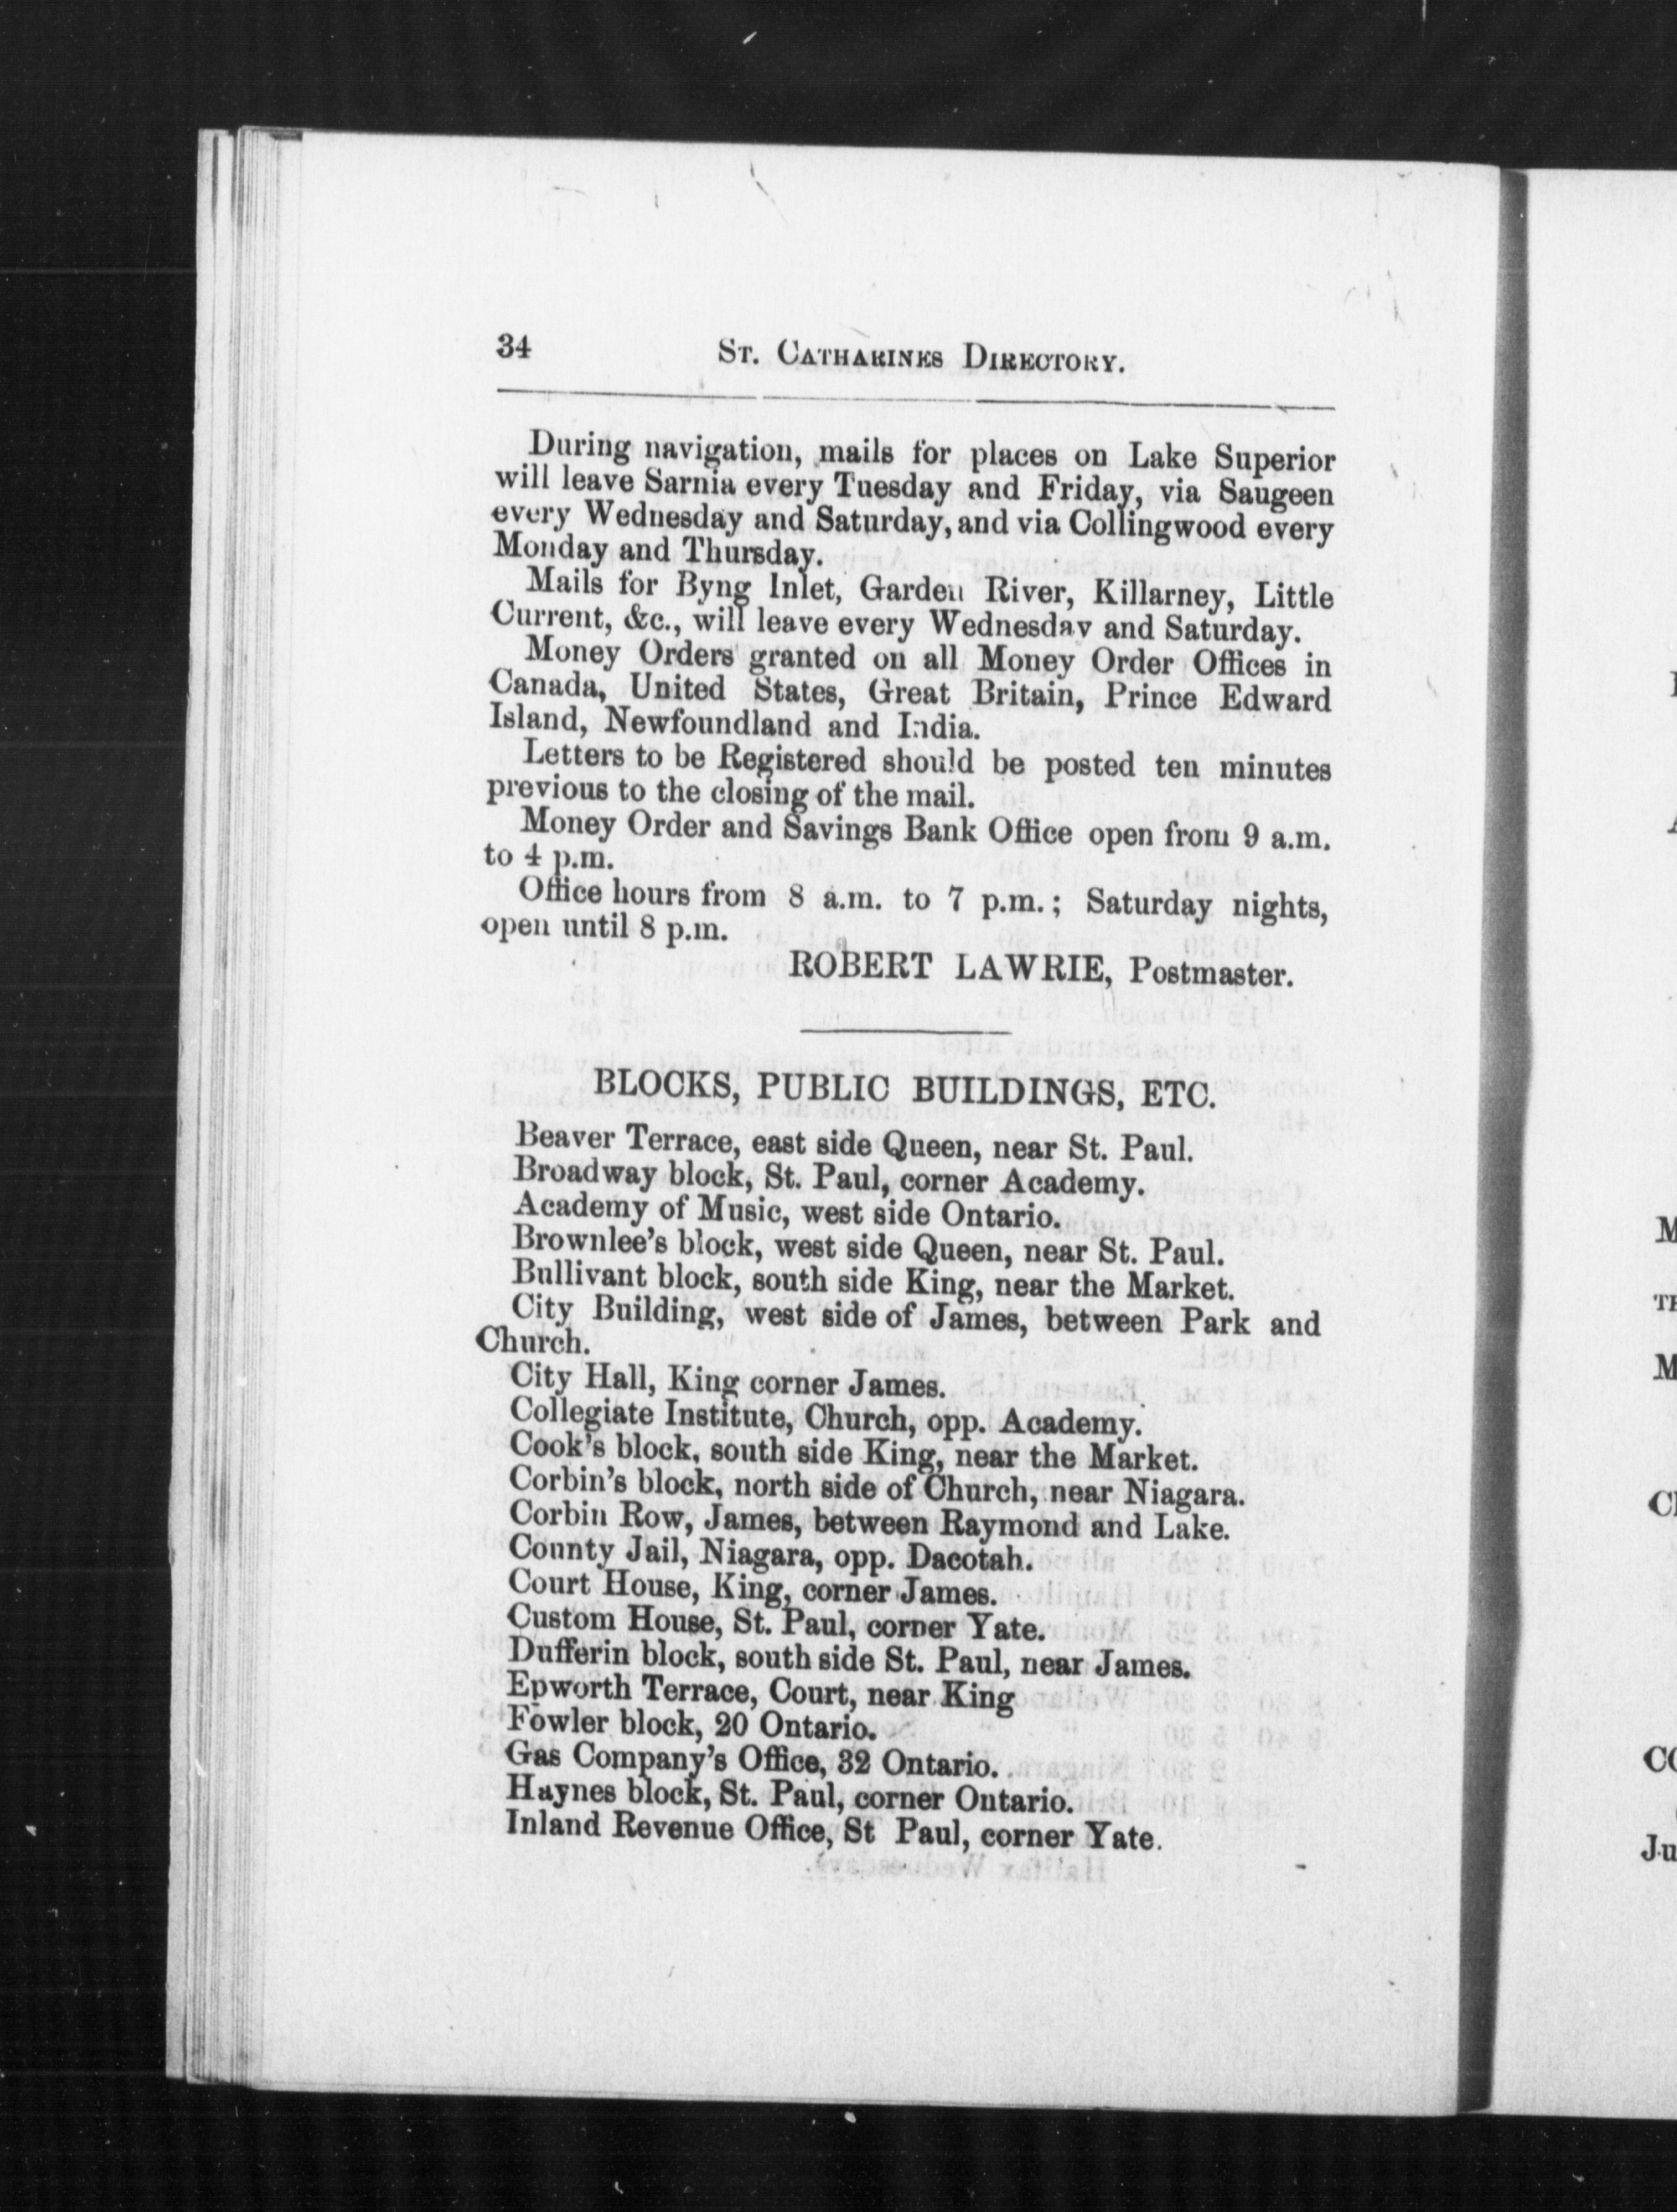 34 ST. CATHARINES DIRECTORY.
During navigation, mails for places on Lake Superior
will leave Sarnia every Tuesday and Friday, via Saugeen
every Wednesday and Saturday, and via Collingwood every
Monday and Thursday.
Mails for Byng Inlet, Garden River, Killarney, Little
Current, &c., will leave every Wednesday and Saturday.
Money Orders granted on all Money Order Offices in
Canada, United States, Great Britain, Prince Edward
Island, Newfoundland and India.
Letters to be Registered should be posted ten minutes
previous to the closing of the mail.
Money Order and Savings Bank Office open from 9 a.m.
to 4 p.m.
Office hours from 8 a.m. to 7 p.m.; Saturday nights,
open until 8 p.m.
ROBERT LAWRIE, Postmaster.
BLOCKS, PUBLIC BUILDINGS, ETC.
Beaver Terrace, east side Queen, near St. Paul.
Broadway block, St. Paul, corner Academy.
Academy of Music, west side Ontario.
Brownlee's block, west side Queen, near St. Paul.
Bullivant block, south side King, near the Market.
City Building, west side of James, between Park and
Church.
City Hall, King corner James.
Collegiate Institute, Church, opp. Academy.
Cook's block, south side King, near the Market.
Corbin's block, north side of Church, near Niagara.
Corbin Row, James, between Raymond and Lake.
County Jail, Niagara, opp. Dacotah.
Court House, King, corner James.
Custom House, St. Paul, corner Yate.
Dufferin block, south side St. Paul, near James.
Epworth Terrace, Court, near King
Fowler block, 20 Ontario.
Gas Company's Office, 32 Ontario.
Haynes block, St. Paul, corner Ontario.
Inland Revenue Office, St Paul, corner Yate.